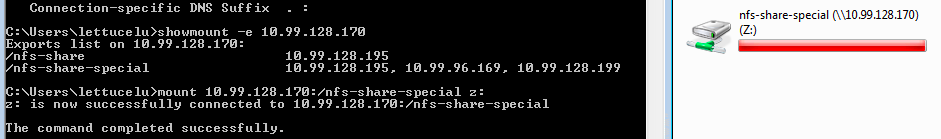 Connection-specific DNS Suffix  . :
C:\Users\lettucelu>showmount -e 10.99.128.170
Exports list on 10.99.128.170:
/nfs-share                         10.99.128.195
/nfs-share-special                 10.99.128.195, 10.99.96.169, 10.99.128.199
C:\Users\lettucelu>mount 10.99.128.170:/nfs-share-special z:
z: is now successfully connected to 10.99.128.170:/nfs-share-special
The command completed successfully.
nfs-share-special (\\10.99.128.170)
(Z:)